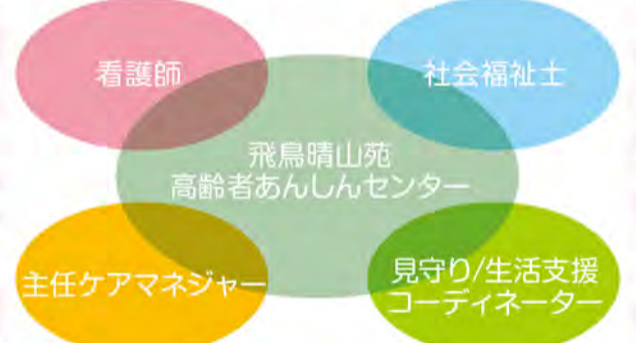 看護師
社会福祉士
飛鳥晴山苑
高齢者あんしんセンター
主任ケアマネジャー
見守り/生活支援
コーディネーター